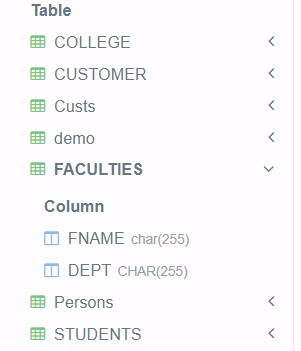 Table
COLLEGE
CUSTOMER
Custs
demo
FACULTIES
Column
FNAME char(255)
DEPT CHAR(255)
Persons
STUDENTS